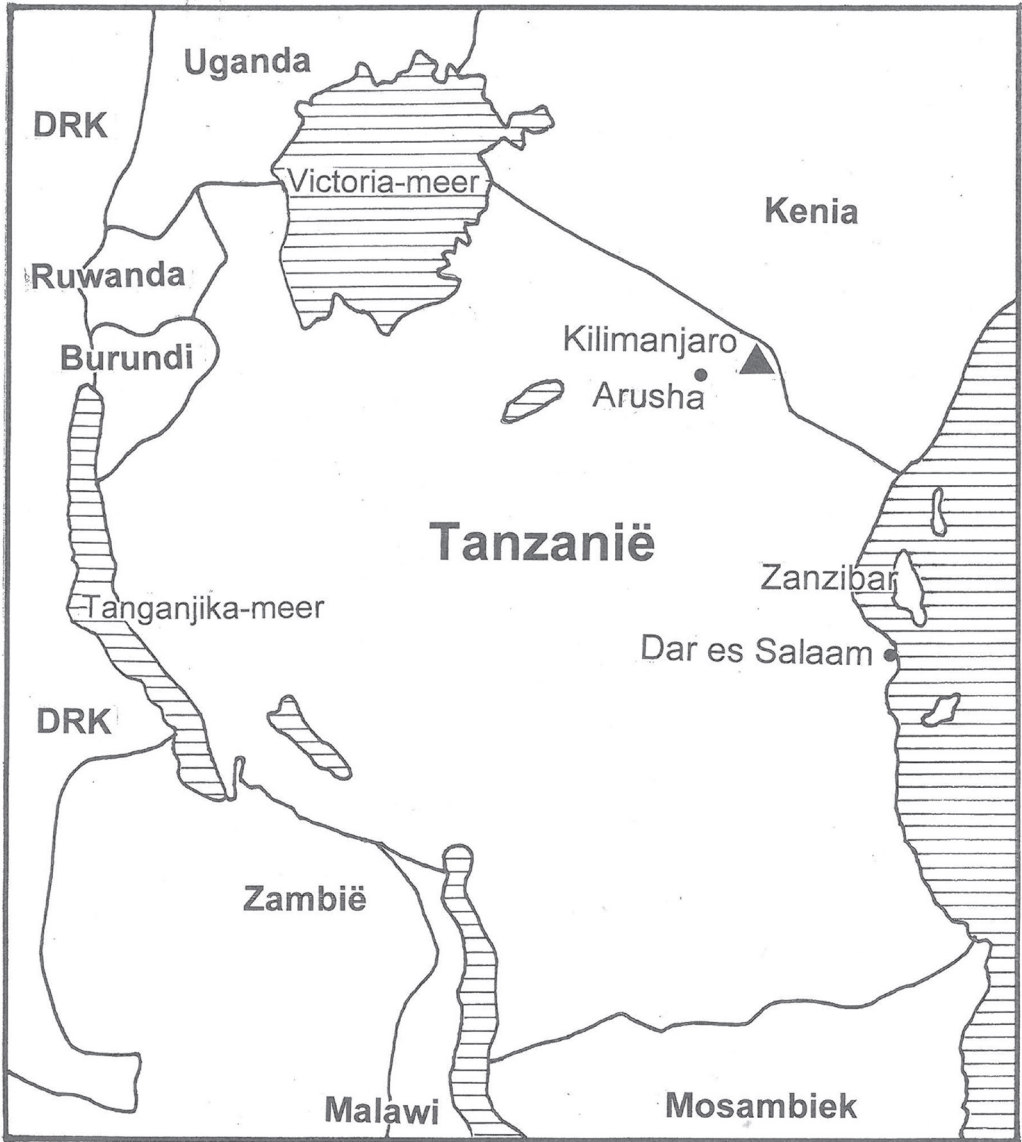 Uganda
DRK
Victoria-meer
Kenia
Ruwanda
Kilimanjaro
Burundi
Arusha
Tanzanië
Zanzibar
Tanganjika-meer
Dar es Salaam
DRK
Zambië
Malawi
Mosambiek